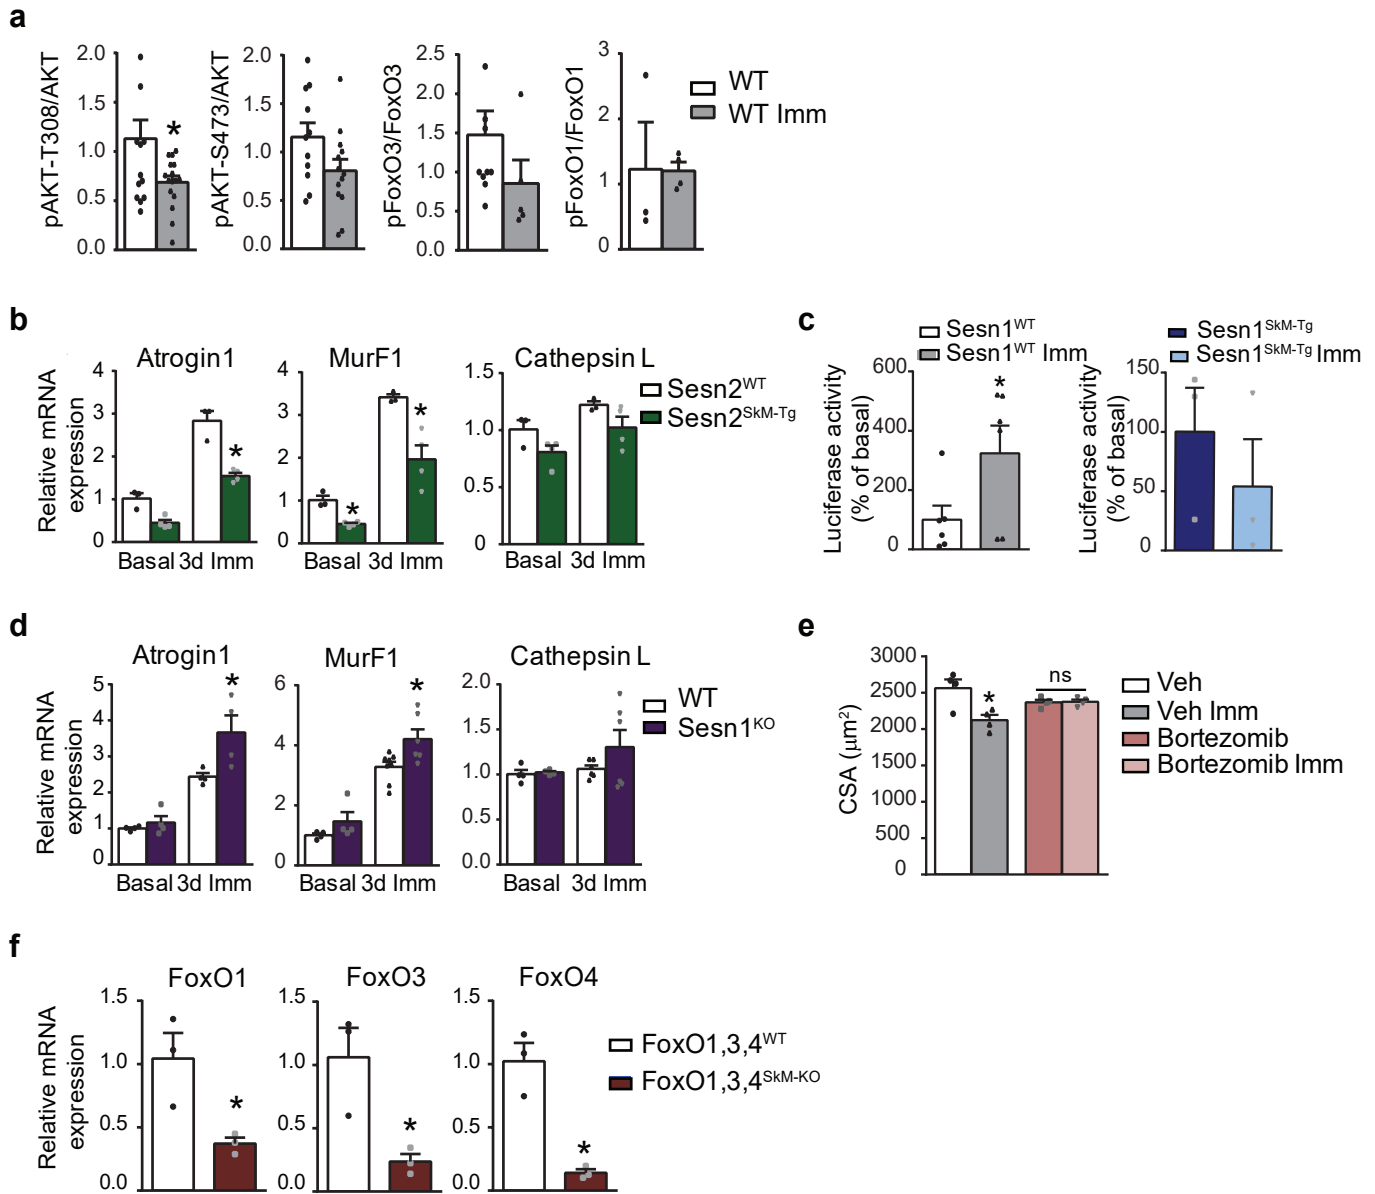 a
pAKT-T308/AKT
2.0
1.5
1.0
0.5
0.0
*
pAKT-S473/AKT
2.0
1.5
1.0
0.5
0.0
pFoxO3/FoxO3
2.5
2.0
1.5
1.0
0.5
0.0
pFoxO1/FoxO1
3
2
1
0
WT
WT Imm
b
Relative mRNA
expression
Atrogin1
4
3
2
1
0
*
Basal 3d Imm
MurF1
4
3
2
1
0
*
*
Basal 3d Imm
Cathepsin L
1.5
1.0
0.5
0
Basal 3d Imm
Sesn2WT
Sesn2SkM-Tg
c
Sesn1WT
Sesn1WT Imm
Luciferase activity
(% of basal)
600
400
200
0
*
Sesn1SkM-Tg
Sesn1SkM-Tg Imm
Luciferase activity
(% of basal)
150
100
50
0
d
Relative mRNA
expression
Atrogin1
5
4
3
2
1
0
*
Basal 3d Imm
MurF1
6
4
2
0
*
Basal 3d Imm
Cathepsin L
2.0
1.5
1.0
0.5
0
Basal 3d Imm
WT
Sesn1KO
e
CSA (µm2)
3000
2500
2000
1500
1000
500
0
*
ns
Veh
Veh Imm
Bortezomib
Bortezomib Imm
f
Relative mRNA
expression
FoxO1
1.5
1.0
0.5
0.0
*
FoxO3
1.5
1.0
0.5
0.0
*
FoxO4
1.5
1.0
0.5
0.0
*
FoxO1,3,4WT
FoxO1,3,4SkM-KO